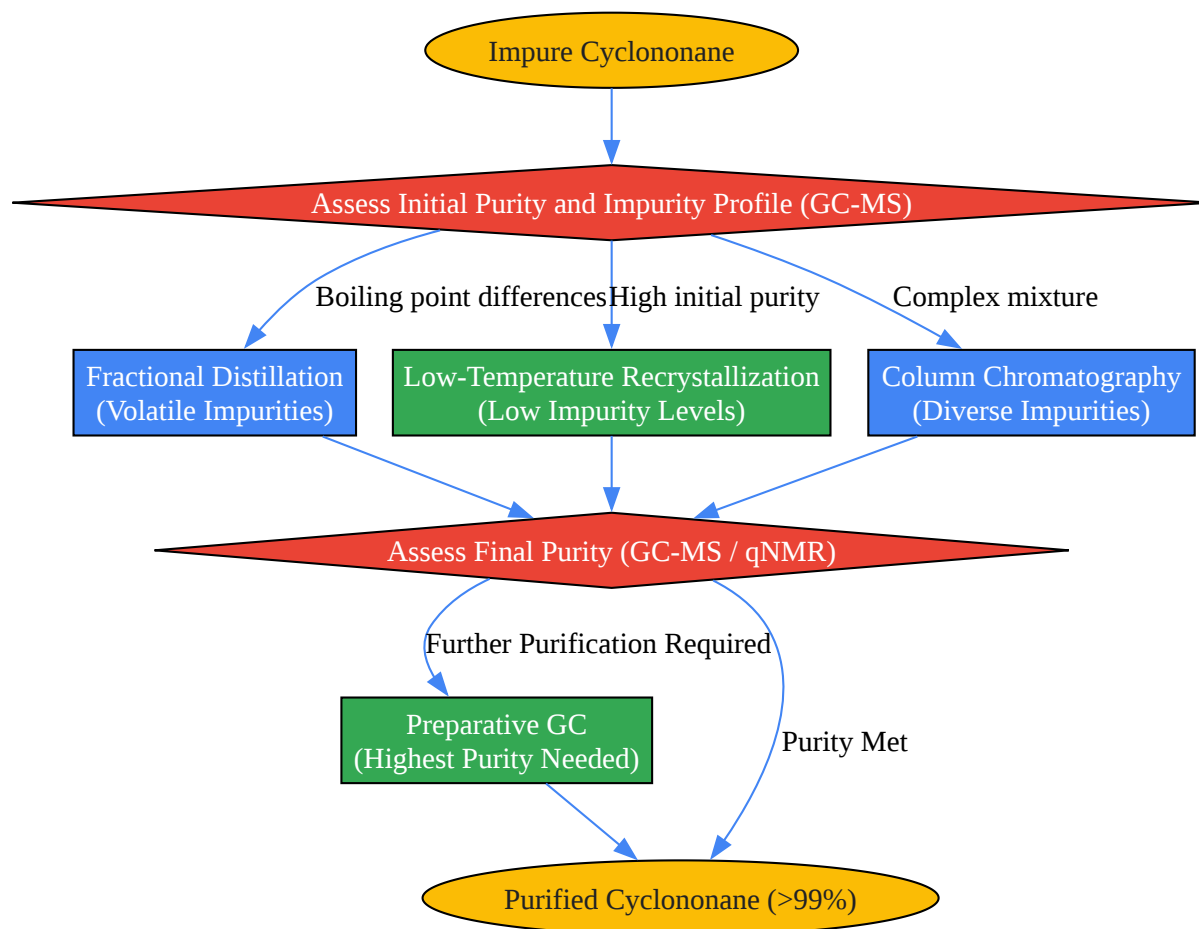 Impure Cyclononane
Assess Initial Purity and Impurity Profile (GC-MS)
Boiling point differences
High initial purity
Complex mixture
Fractional Distillation
(Volatile Impurities)
Low-Temperature Recrystallization
(Low Impurity Levels)
Column Chromatography
(Diverse Impurities)
Assess Final Purity (GC-MS / qNMR)
Further Purification Required
Preparative GC
(Highest Purity Needed)
Purity Met
Purified Cyclononane (>99%)